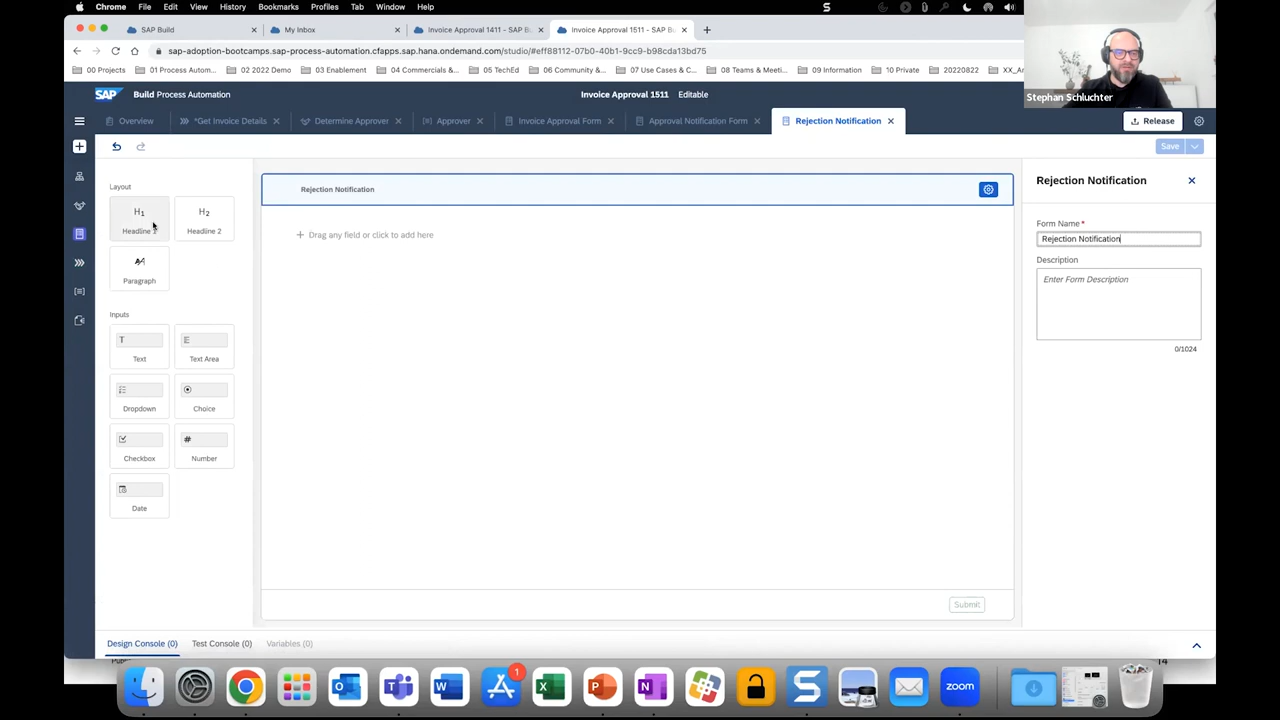 Chrome File Edit View History Bookmarks Profiles Tab Window Help
SAP Build
My Inbox
Invoice Approval 1411 - SAP B
Invoice Approval 1511 - SAP B
sap-adoption-bootcamps.sap-process-automation.cfapps.sap.hana.ondemand.com/studio/#eff88112-07b0-40b1-9cc9-b98cda13bd75
00 Projects
01 Process Autom...
02 2022 Demo
03 Enablement
04 Commercials &...
05 TechEd
06 Community &...
07 Use Cases & C...
08 Teams & Meeti...
09 Information
10 Private
20220822
Stephan Schluchter
SAP Build Process Automation
Invoice Approval 1511 Editable
Overview
*Get Invoice Details
Determine Approver
Approver
Invoice Approval Form
Approval Notification Form
Rejection Notification
Release
Save
Layout
H1
Headline
H2
Headline 2
Paragraph
Inputs
Text
Text Area
Dropdown
Choice
Checkbox
Number
Date
Rejection Notification
Drag any field or click to add here
Submit
Rejection Notification
Form Name*
Rejection Notification
Description
Enter Form Description
0/1024
Design Console (0)
Test Console (0)
Variables (0)
14
1
zoom